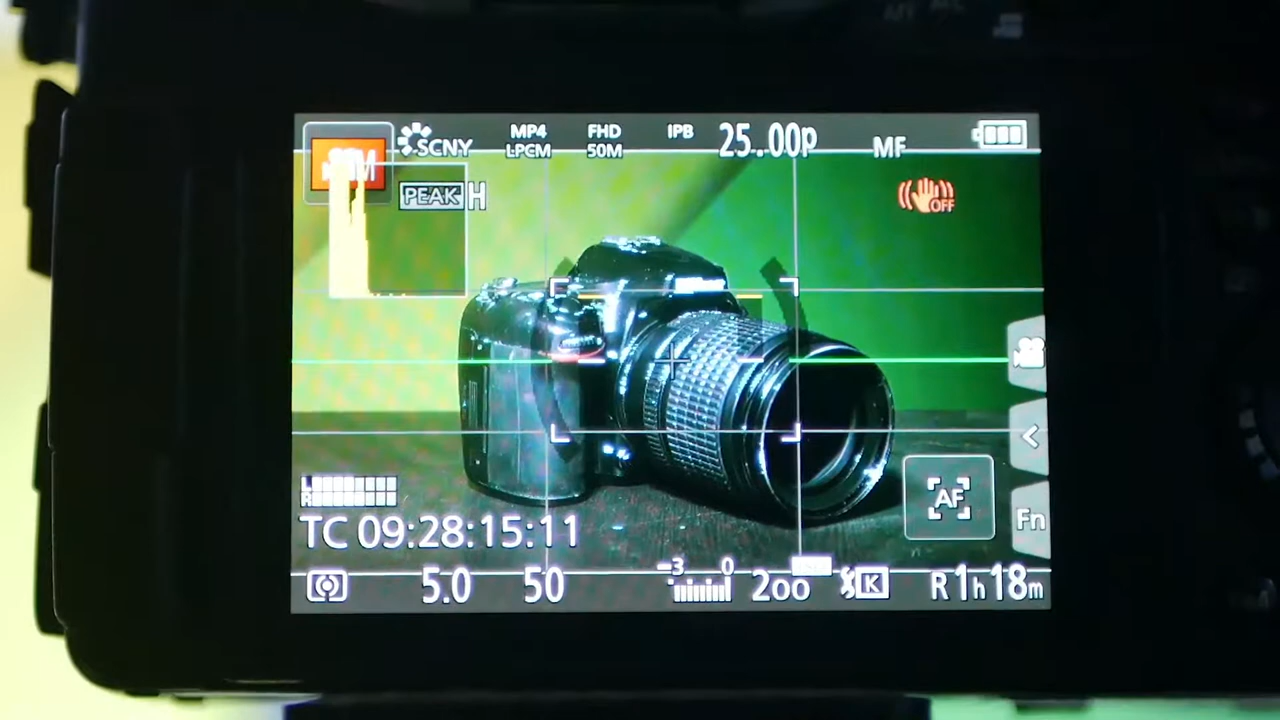 SCNY MP4 FHD IPB 25.00p MF
LPCM 50M
PEAK H
OFF
AF
L
R
Fn
TC 09:28:15:11
5.0 50 -3 0 200 K R 1h18m